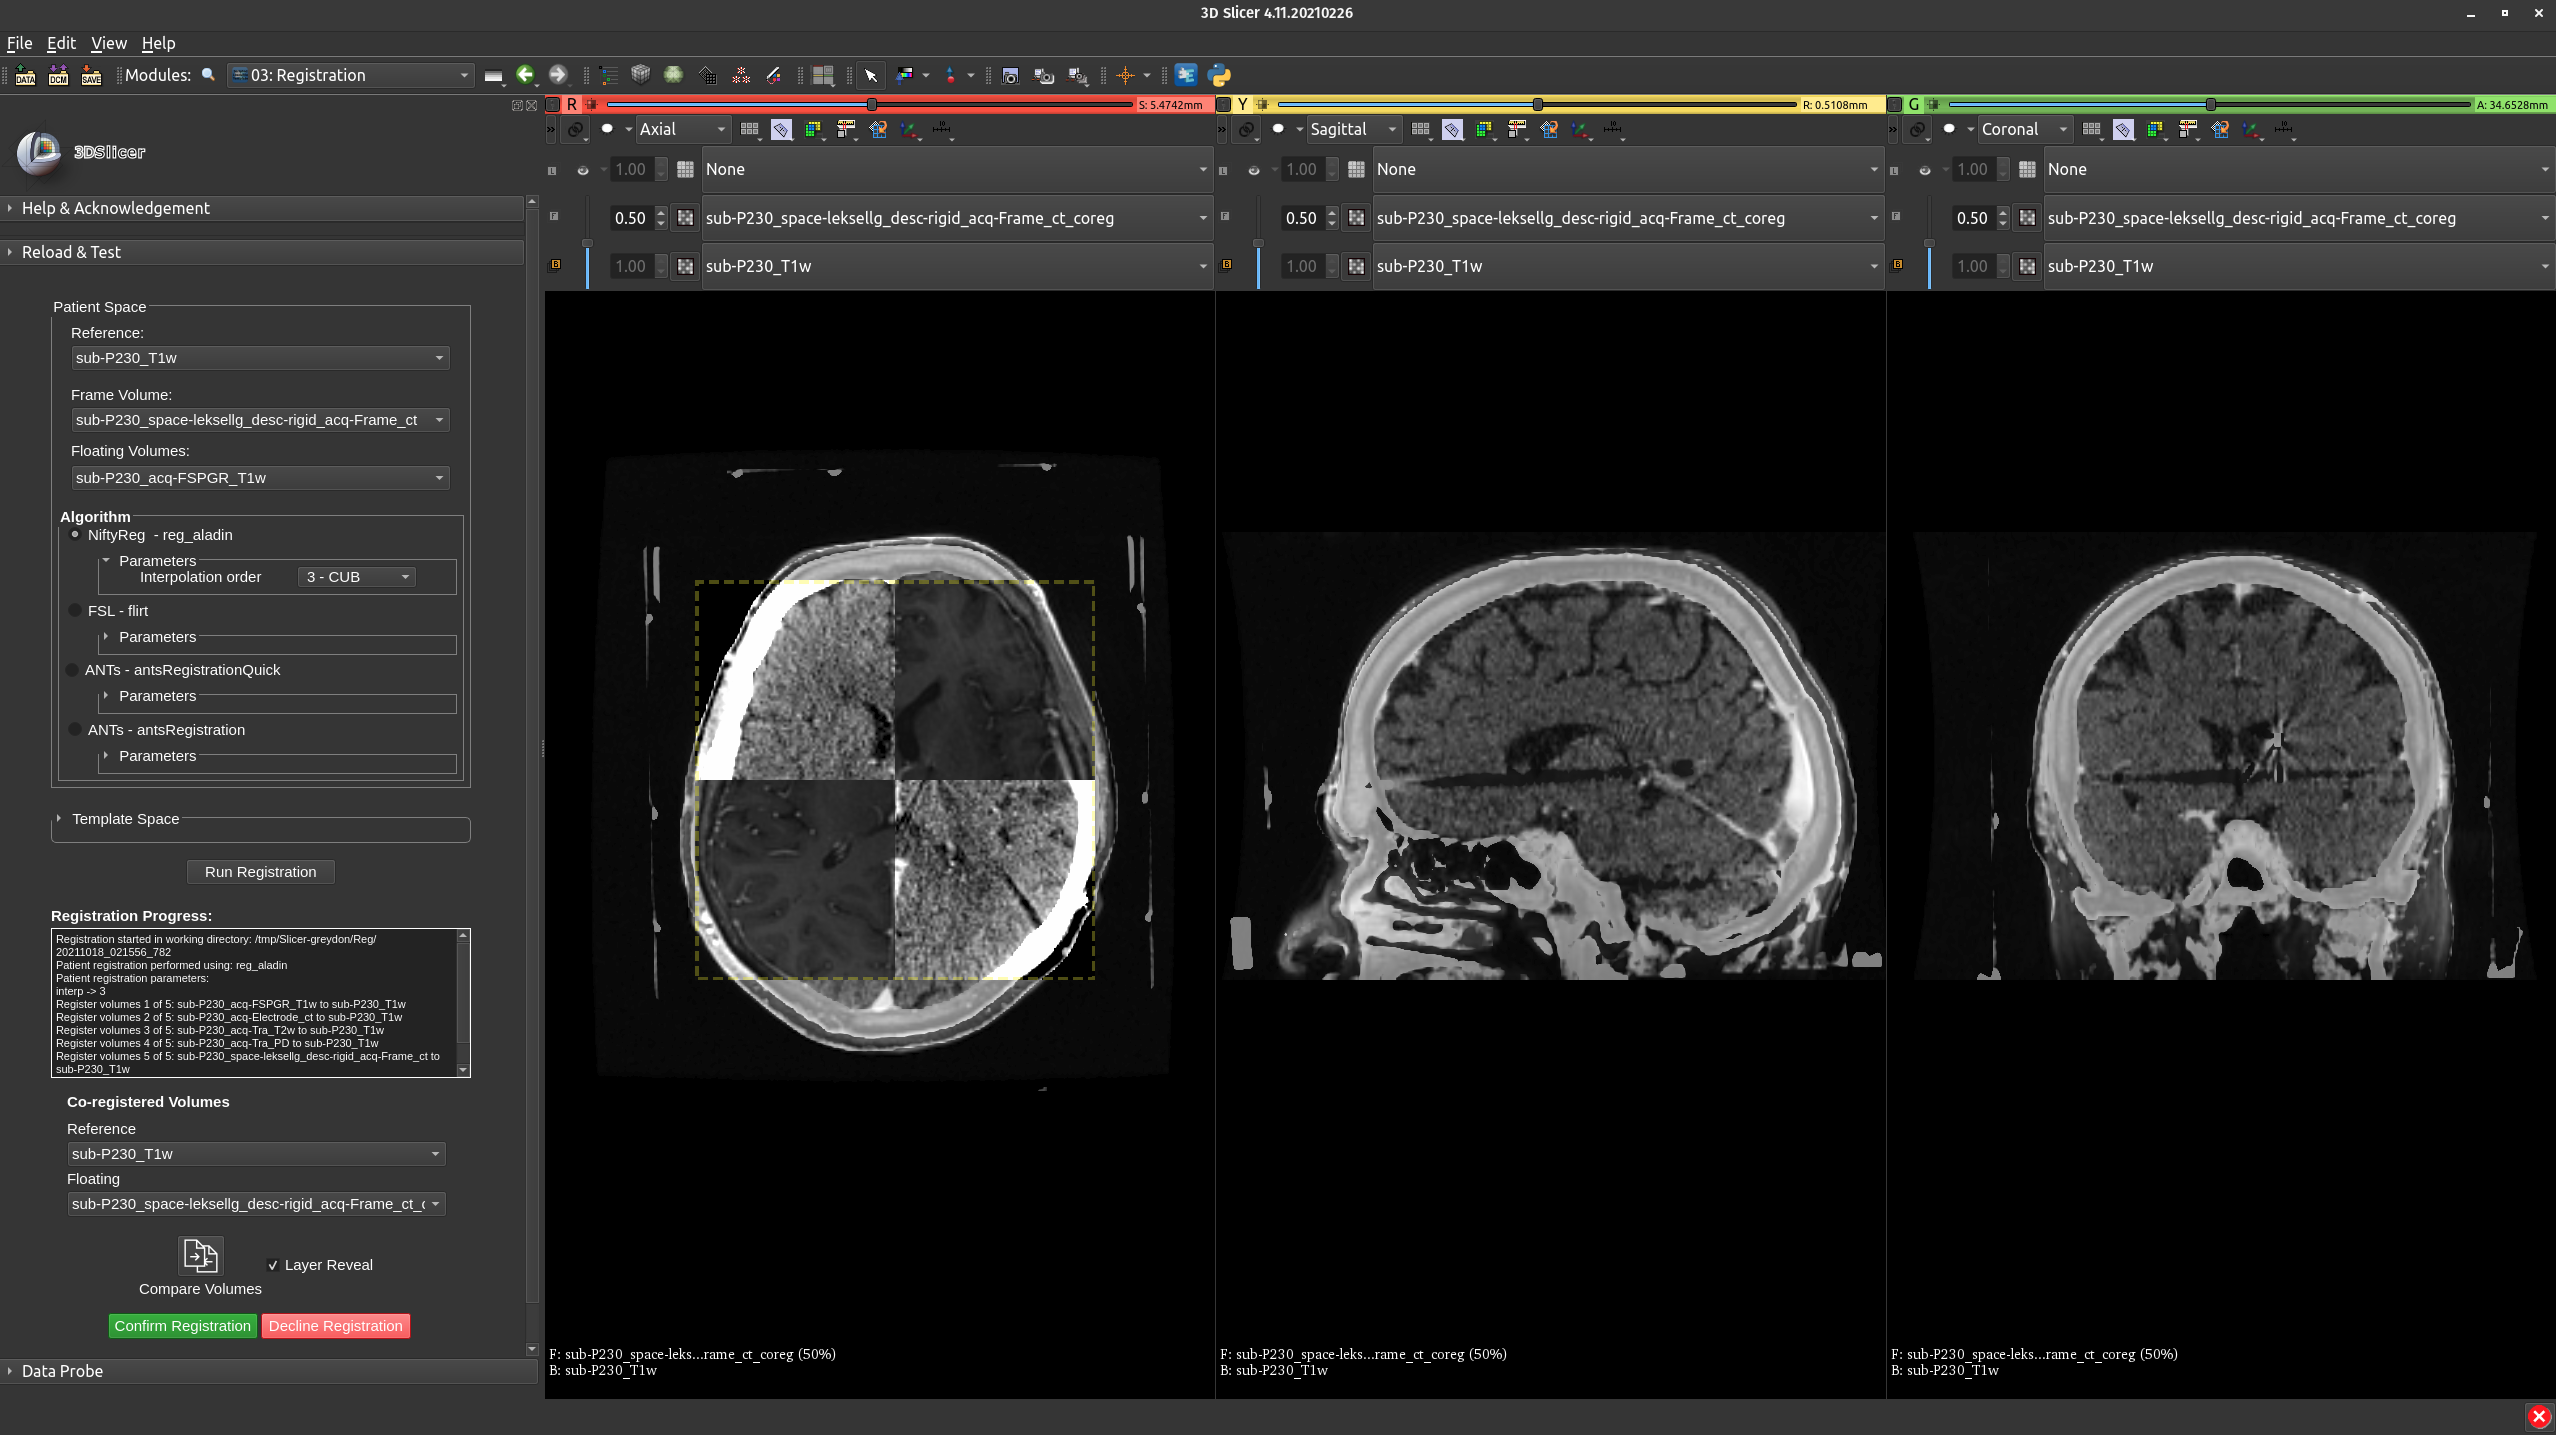 3D Slicer 4.11.20210226
File Edit View Help
DATA DCM SAVE Modules: 03: Registration
3DSlicer
Help & Acknowledgement
Reload & Test
Patient Space
Reference:
sub-P230_T1w
Frame Volume:
sub-P230_space-leksellg_desc-rigid_acq-Frame_ct
Floating Volumes:
sub-P230_acq-FSPGR_T1w
Algorithm
NiftyReg - reg_aladin
Parameters
Interpolation order 3 - CUB
FSL - flirt
Parameters
ANTs - antsRegistrationQuick
Parameters
ANTs - antsRegistration
Parameters
Template Space
Run Registration
Registration Progress:
Registration started in working directory: /tmp/Slicer-greydon/Reg/
20211018_021556_782
Patient registration performed using: reg_aladin
Patient registration parameters:
interp -> 3
Register volumes 1 of 5: sub-P230_acq-FSPGR_T1w to sub-P230_T1w
Register volumes 2 of 5: sub-P230_acq-Electrode_ct to sub-P230_T1w
Register volumes 3 of 5: sub-P230_acq-Tra_T2w to sub-P230_T1w
Register volumes 4 of 5: sub-P230_acq-Tra_PD to sub-P230_T1w
Register volumes 5 of 5: sub-P230_space-leksellg_desc-rigid_acq-Frame_ct to
sub-P230_T1w
Co-registered Volumes
Reference
sub-P230_T1w
Floating
sub-P230_space-leksellg_desc-rigid_acq-Frame_ct_c
Compare Volumes
Layer Reveal
Confirm Registration Decline Registration
Data Probe
R S: 5.4742mm
Axial
L 1.00 None
F 0.50 sub-P230_space-leksellg_desc-rigid_acq-Frame_ct_coreg
B 1.00 sub-P230_T1w
F: sub-P230_space-leks...rame_ct_coreg (50%)
B: sub-P230_T1w
Y R: 0.5108mm
Sagittal
L 1.00 None
F 0.50 sub-P230_space-leksellg_desc-rigid_acq-Frame_ct_coreg
B 1.00 sub-P230_T1w
F: sub-P230_space-leks...rame_ct_coreg (50%)
B: sub-P230_T1w
G A: 34.6528mm
Coronal
L 1.00 None
F 0.50 sub-P230_space-leksellg_desc-rigid_acq-Frame_ct_coreg
B 1.00 sub-P230_T1w
F: sub-P230_space-leks...rame_ct_coreg (50%)
B: sub-P230_T1w